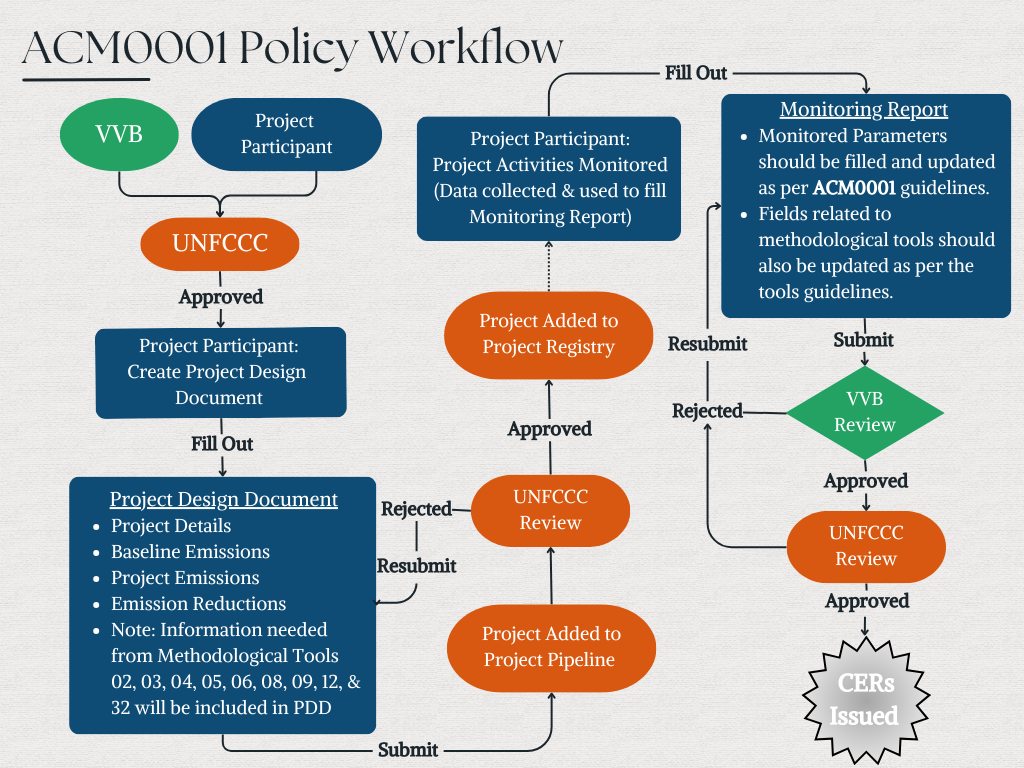 ACM0001 Policy Workflow
VVB
Project
Participant
UNFCCC
Approved
Project Participant:
Create Project Design
Document
Fill Out
Project Design Document
• Project Details
• Baseline Emissions
• Project Emissions
• Emission Reductions
• Note: Information needed
from Methodological Tools
02, 03, 04, 05, 06, 08, 09, 12, &
32 will be included in PDD
Submit
Project Added to
Project Pipeline
UNFCCC
Review
Rejected
Resubmit
Approved
Project Added to
Project Registry
Project Participant:
Project Activities Monitored
(Data collected & used to fill
Monitoring Report)
Fill Out
Monitoring Report
• Monitored Parameters
should be filled and updated
as per ACM0001 guidelines.
• Fields related to
methodological tools should
also be updated as per the
tools guidelines.
Submit
VVB
Review
Rejected
Resubmit
Approved
UNFCCC
Review
Approved
CERs
Issued